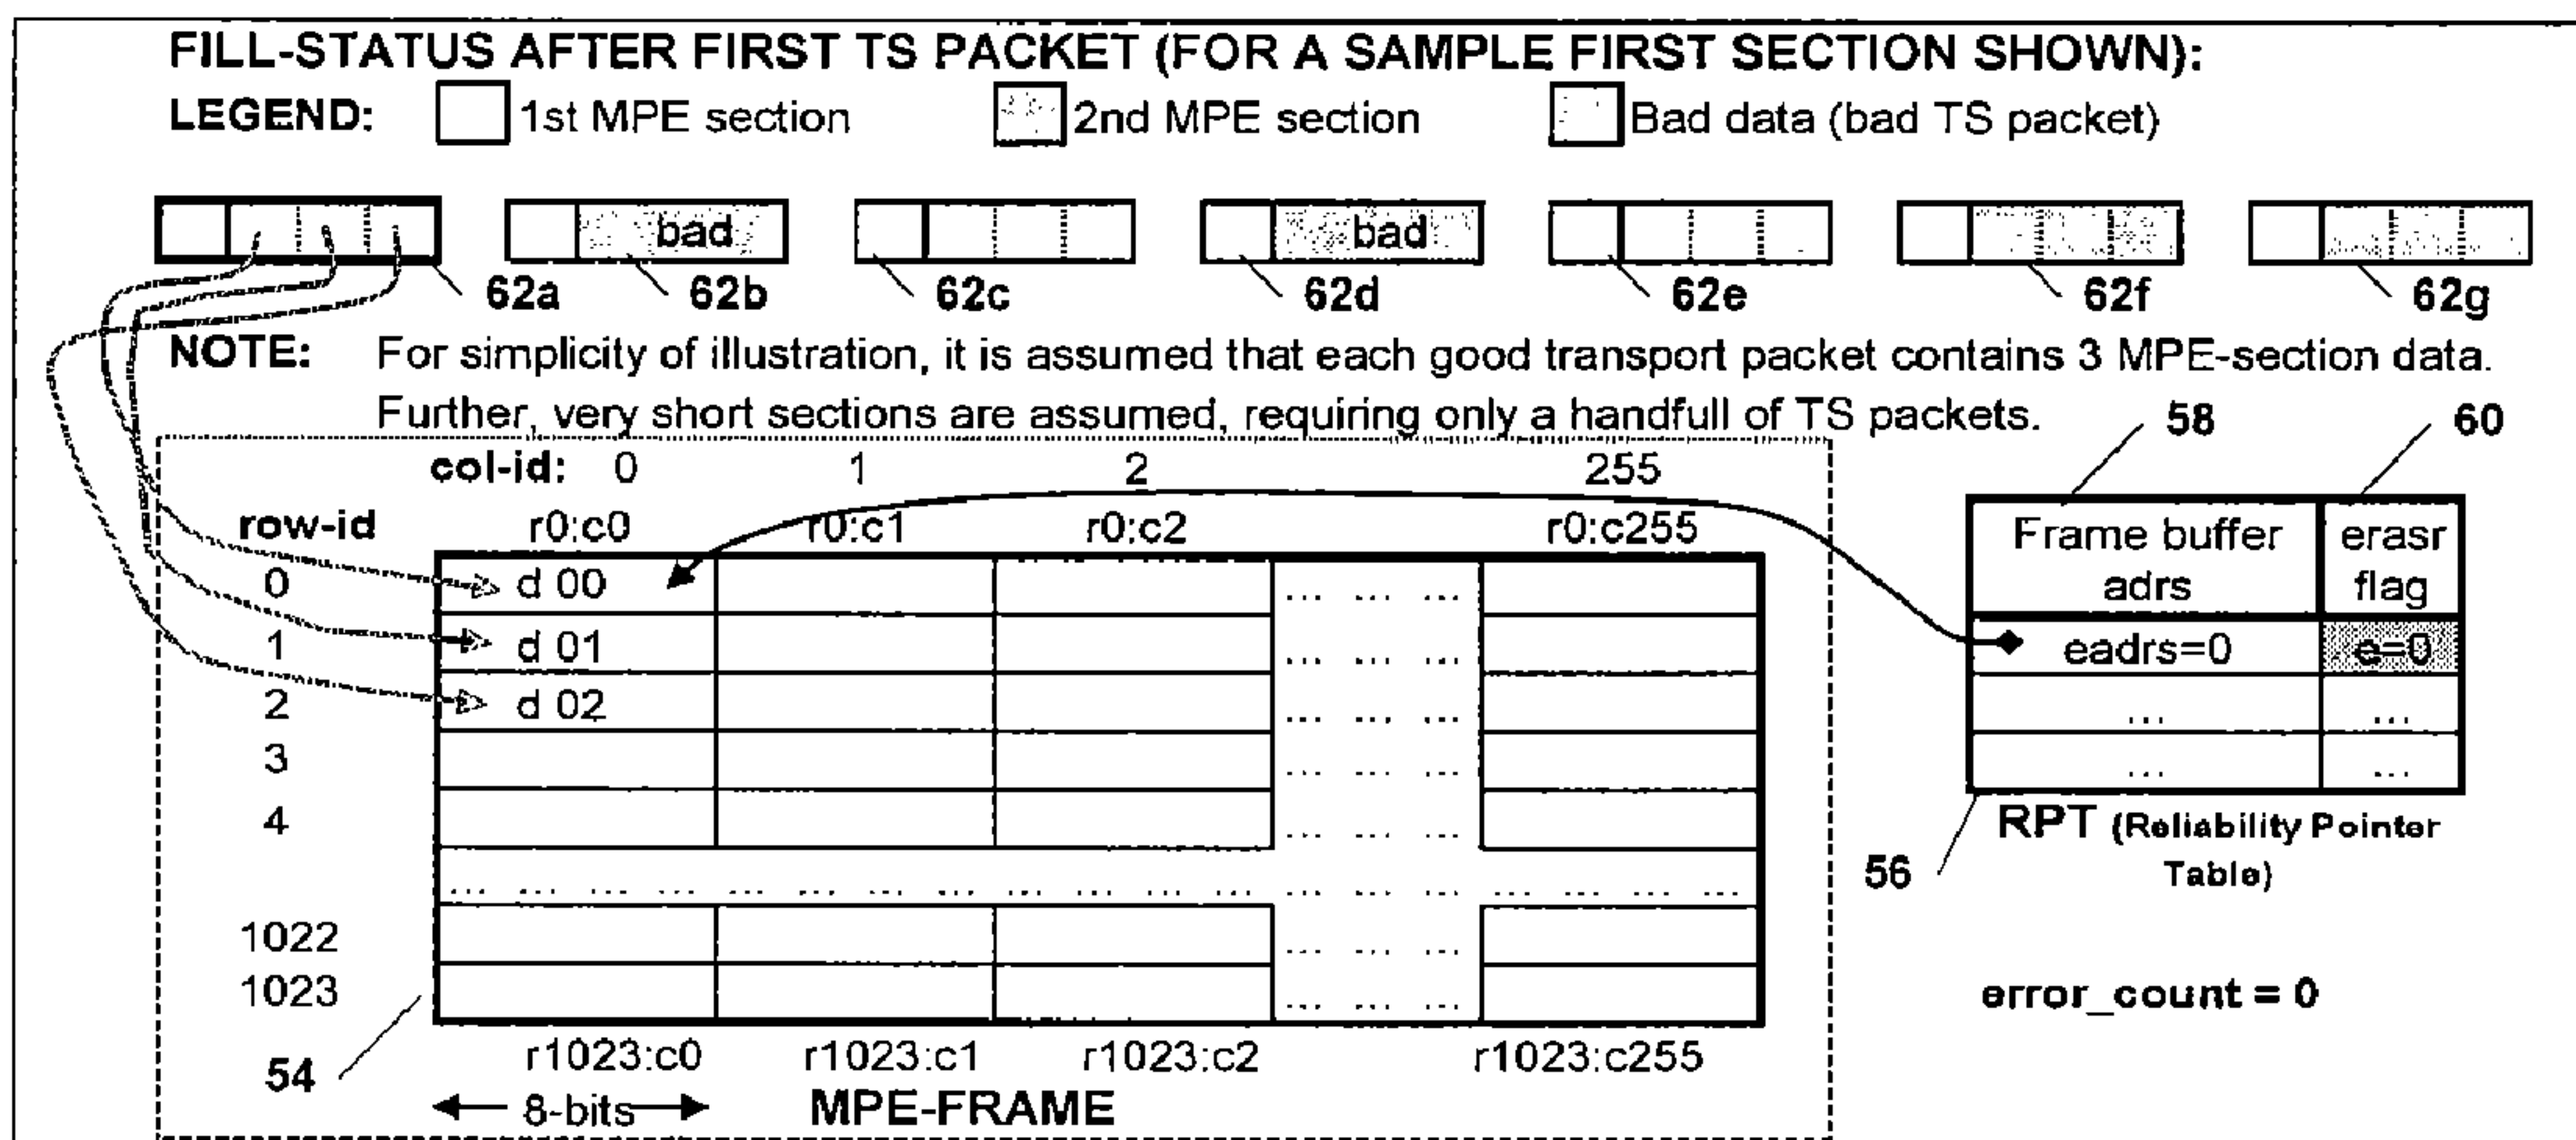 FILL-STATUS AFTER FIRST TS PACKET (FOR A SAMPLE FIRST SECTION SHOWN):
LEGEND: 1st MPE section 2nd MPE section Bad data (bad TS packet)
bad bad
62a 62b 62c 62d 62e 62f 62g
NOTE: For simplicity of illustration, it is assumed that each good transport packet contains 3 MPE-section data.
Further, very short sections are assumed, requiring only a handfull of TS packets.
58 60
col-id: 0 1 2 255
row-id r0:c0 r0:c1 r0:c2 r0:c255
Frame buffer adrs
erasr flag
0 d 00 ... ... ...
1 d 01 ... ... ...
eadrs=0 e=0
2 d 02 ... ... ...
... ...
3 ... ... ...
... ...
4 ... ... ...
RPT (Reliability Pointer
Table)
56
... ... ... ... ... ... ... ... ... ... ... ... ... ... ... ... ... ... ...
1022 ... ... ...
1023 ... ... ...
error_count = 0
54
r1023:c0 r1023:c1 r1023:c2 r1023:c255
8-bits MPE-FRAME